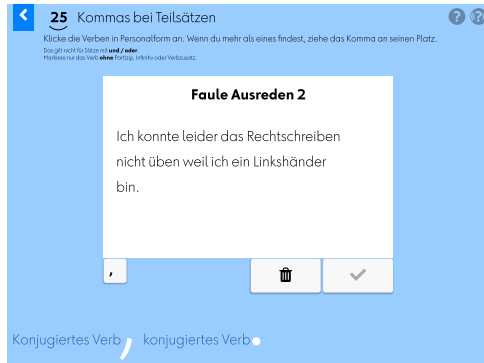 25 Kommas bei Teilsätzen
? ?
Klicke die Verben in Personalform an. Wenn du mehr als eines findest, ziehe das Komma an seinen Platz.
Das gilt nicht für Sätze mit und / oder.
Markiere nur das Verb ohne Partizip, Infinitiv oder Verbzusatz.
Faule Ausreden 2
Ich konnte leider das Rechtschreiben
nicht üben weil ich ein Linkshänder
bin.
,
Konjugiertes Verb , konjugiertes Verb.